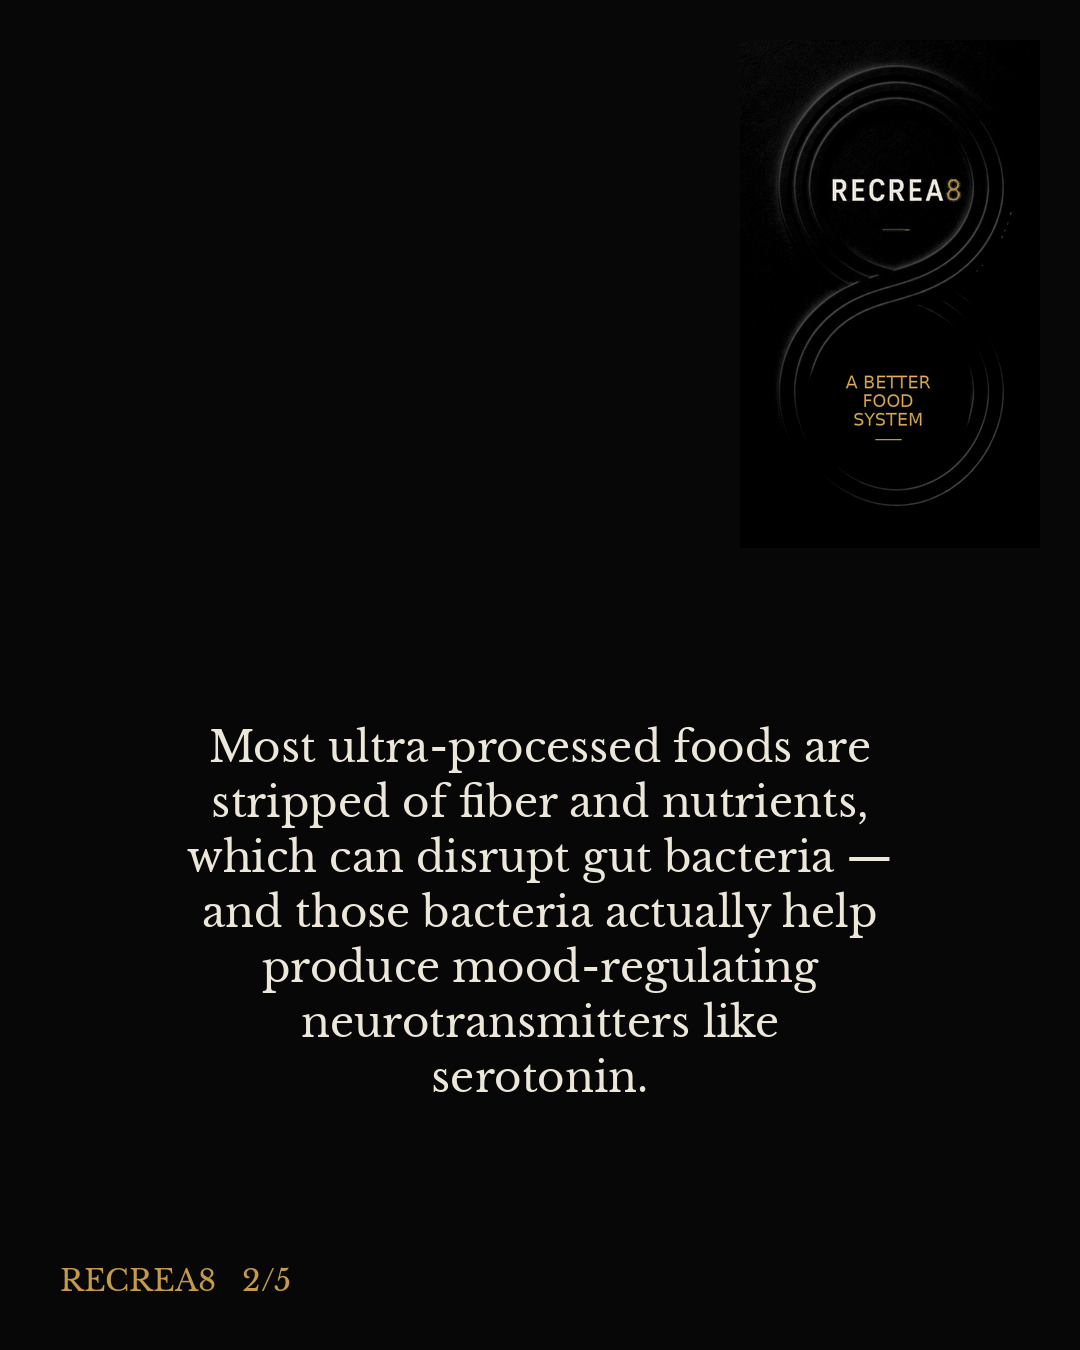 RECREA8
A BETTER
FOOD
SYSTEM
Most ultra-processed foods are
stripped of fiber and nutrients,
which can disrupt gut bacteria —
and those bacteria actually help
produce mood-regulating
neurotransmitters like
serotonin.
RECREA8 2/5